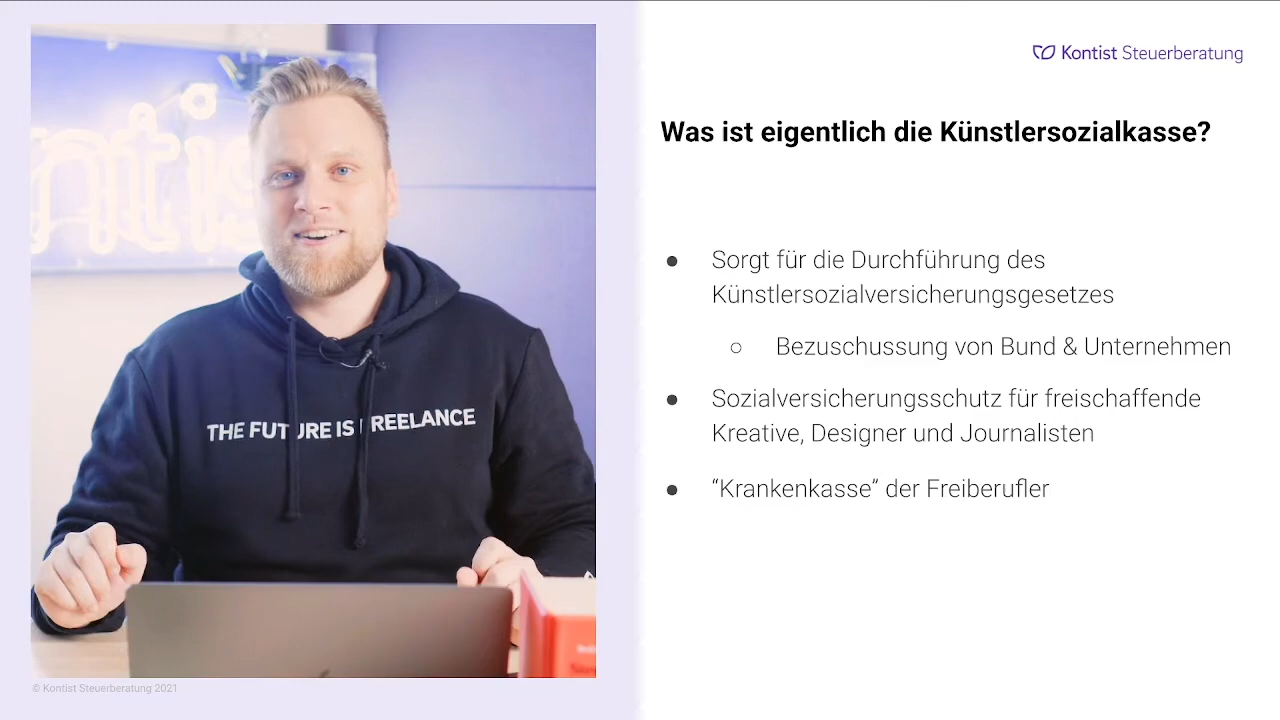 Kontist Steuerberatung
Was ist eigentlich die Künstlersozialkasse?
● Sorgt für die Durchführung des
Künstlersozialversicherungsgesetzes
○ Bezuschussung von Bund & Unternehmen
● Sozialversicherungsschutz für freischaffende
Kreative, Designer und Journalisten
● “Krankenkasse” der Freiberufler
THE FUTURE IS FREELANCE
© Kontist Steuerberatung 2021